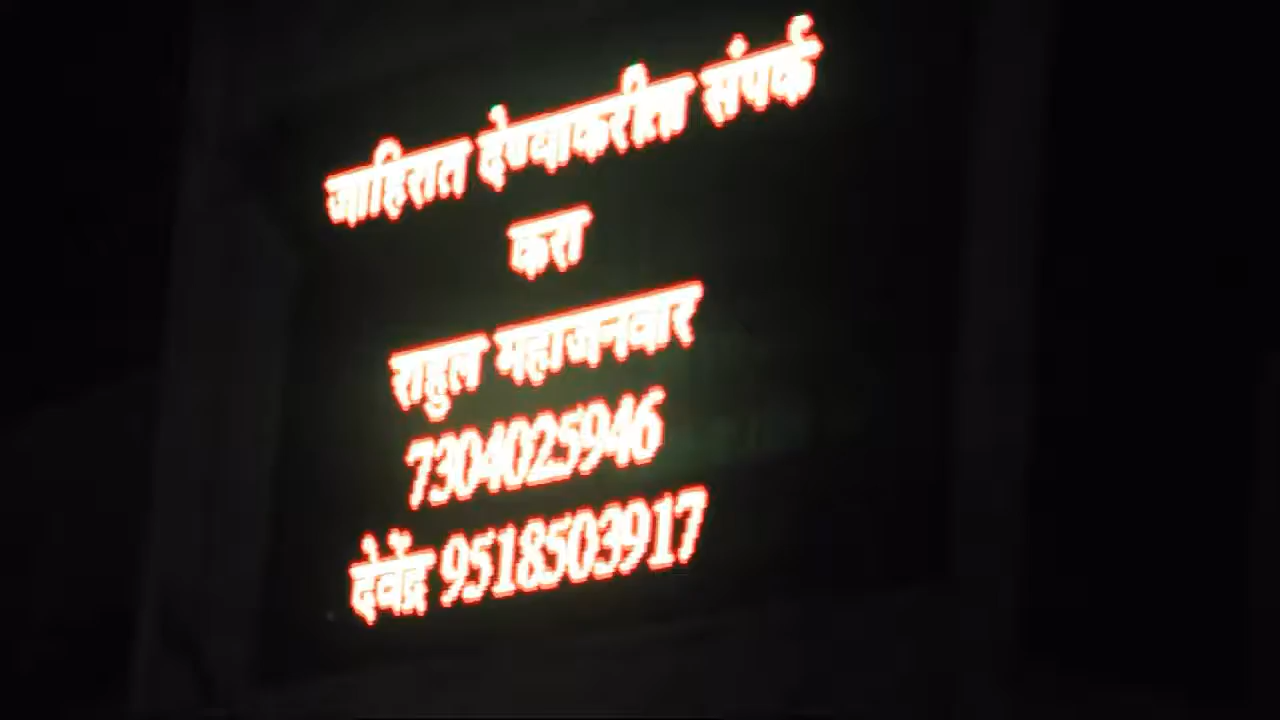 जाहिरात देण्याकरीता संपर्क
करा
राहुल महाजनवार
7304025946
देवेंद्र 9518503917